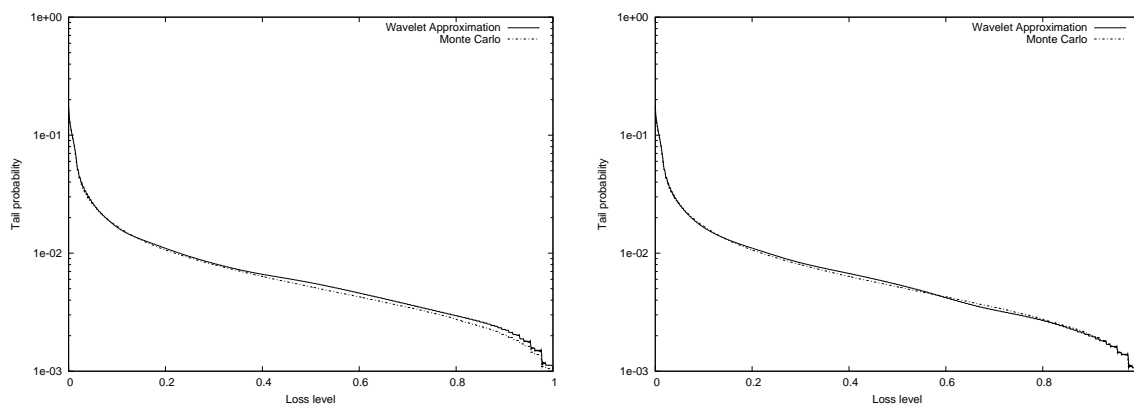 1e+00
1e-01
1e-02
1e-03
Tail probability
0
0.2
0.4
0.6
0.8
1
Loss level
Wavelet Approximation
Monte Carlo
1e+00
1e-01
1e-02
1e-03
Tail probability
0
0.2
0.4
0.6
0.8
Loss level
Wavelet Approximation
Monte Carlo